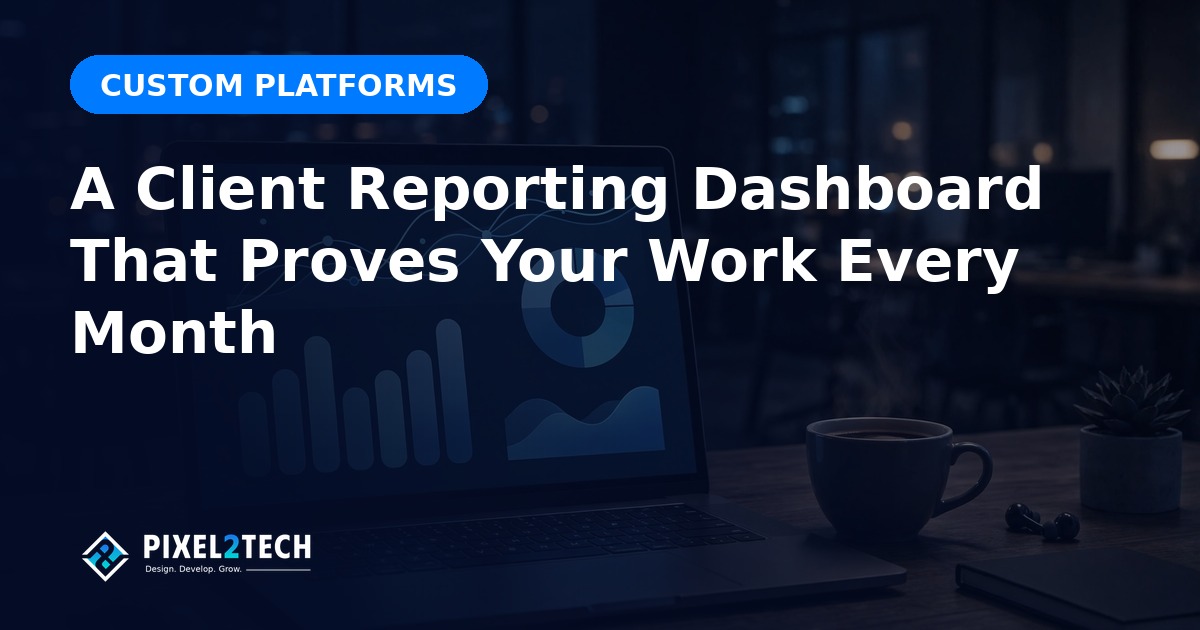 CUSTOM PLATFORMS
A Client Reporting Dashboard
That Proves Your Work Every
Month
PIXEL2TECH
Design. Develop. Grow.